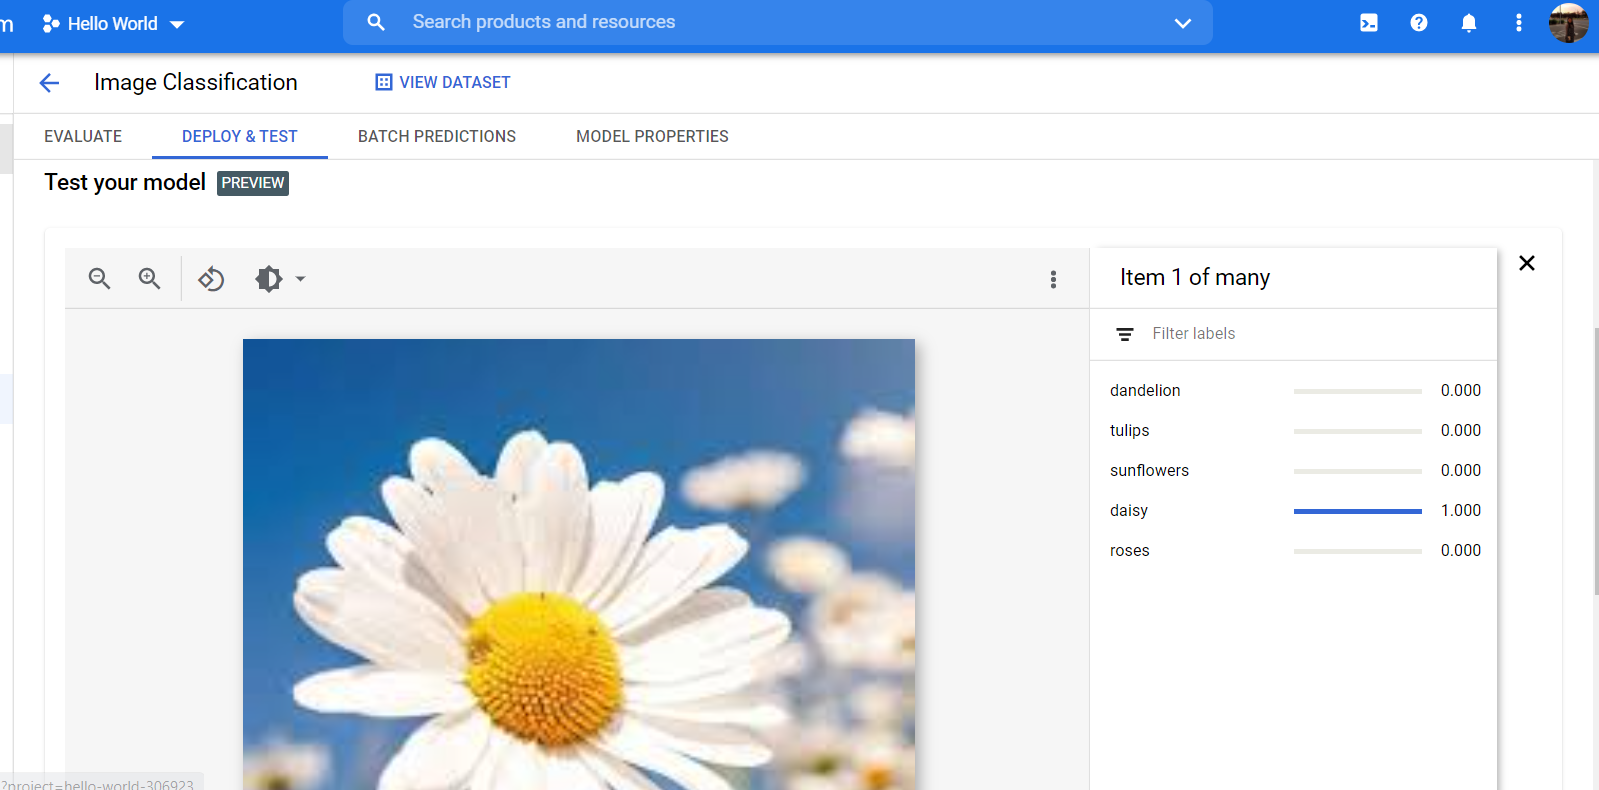 m
Hello World
Search products and resources
Image Classification
VIEW DATASET
EVALUATE
DEPLOY & TEST
BATCH PREDICTIONS
MODEL PROPERTIES
Test your model
PREVIEW
Item 1 of many
Filter labels
dandelion 0.000
tulips 0.000
sunflowers 0.000
daisy 1.000
roses 0.000
?project=hello-world-306923